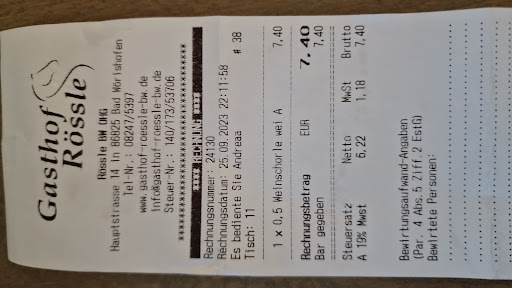 Gasthof
Rössle
Rössle BW OHG
Hauptstrasse 14 in 86825 Bad Wörishofen
Tel-Nr.: 08247/5397
www.gasthof-roessle-bw.de
info@gasthof-roessle-bw.de
Steuer-Nr.: 140/173/53706
**** RECHNUNG ****
Rechnungsnummer: 24130
Rechnungsdatum: 25.09.2023 22:11:58
Es bediente Sie Andreaa # 38
Tisch: 11
1 x 0,5 Weinschorle wei A 7,40
Rechnungsbetrag EUR 7.40
Bar gegeben 7,40
Steuersatz Netto MwSt Brutto
A 19% Mwst 6,22 1,18 7,40
Bewirtungsaufwand-Angaben
(Par. 4 Abs.5 Ziff.2 EstG)
Bewirtete Personen: